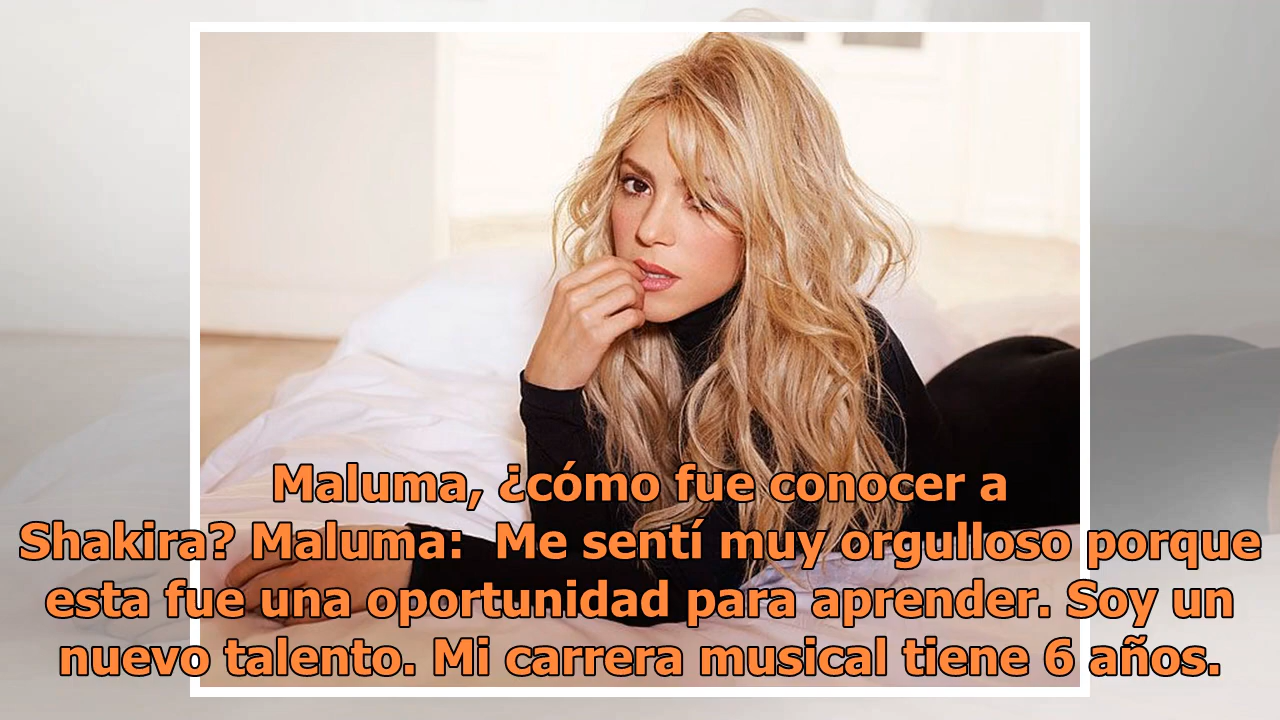 Maluma, ¿cómo fue conocer a
Shakira? Maluma:  Me sentí muy orgulloso porque
esta fue una oportunidad para aprender. Soy un
nuevo talento. Mi carrera musical tiene 6 años.